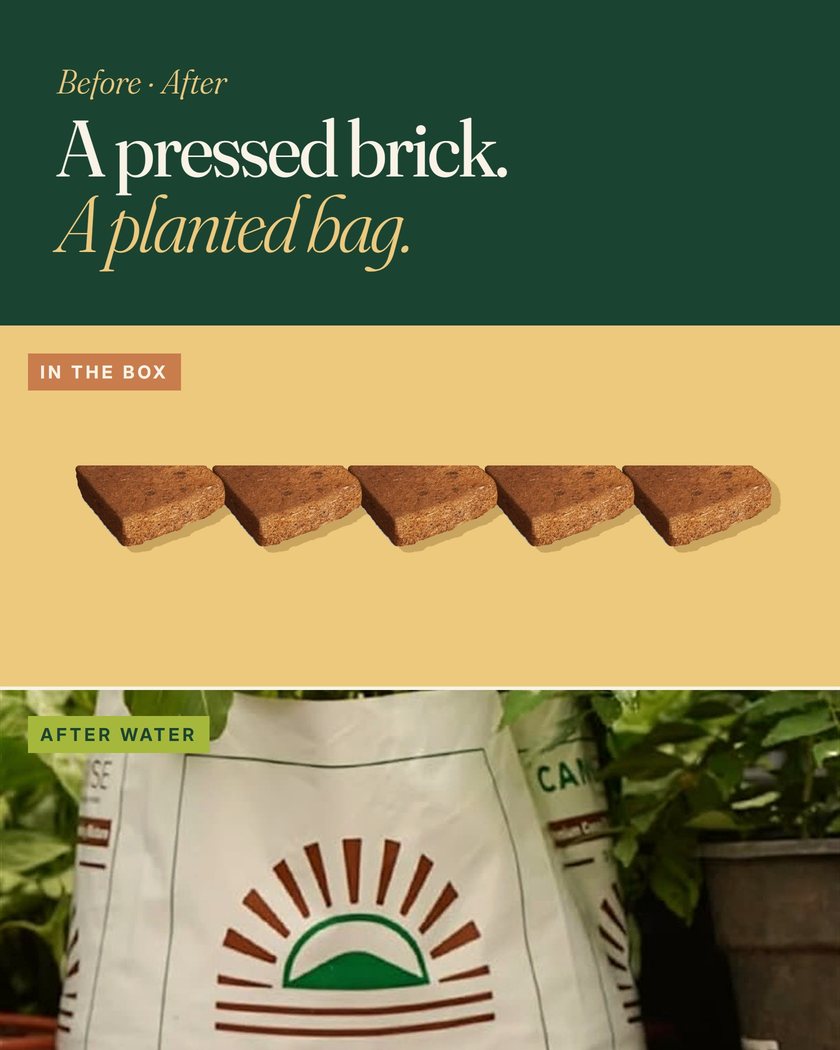 Before · After
A pressed brick.
A planted bag.
IN THE BOX
AFTER WATER